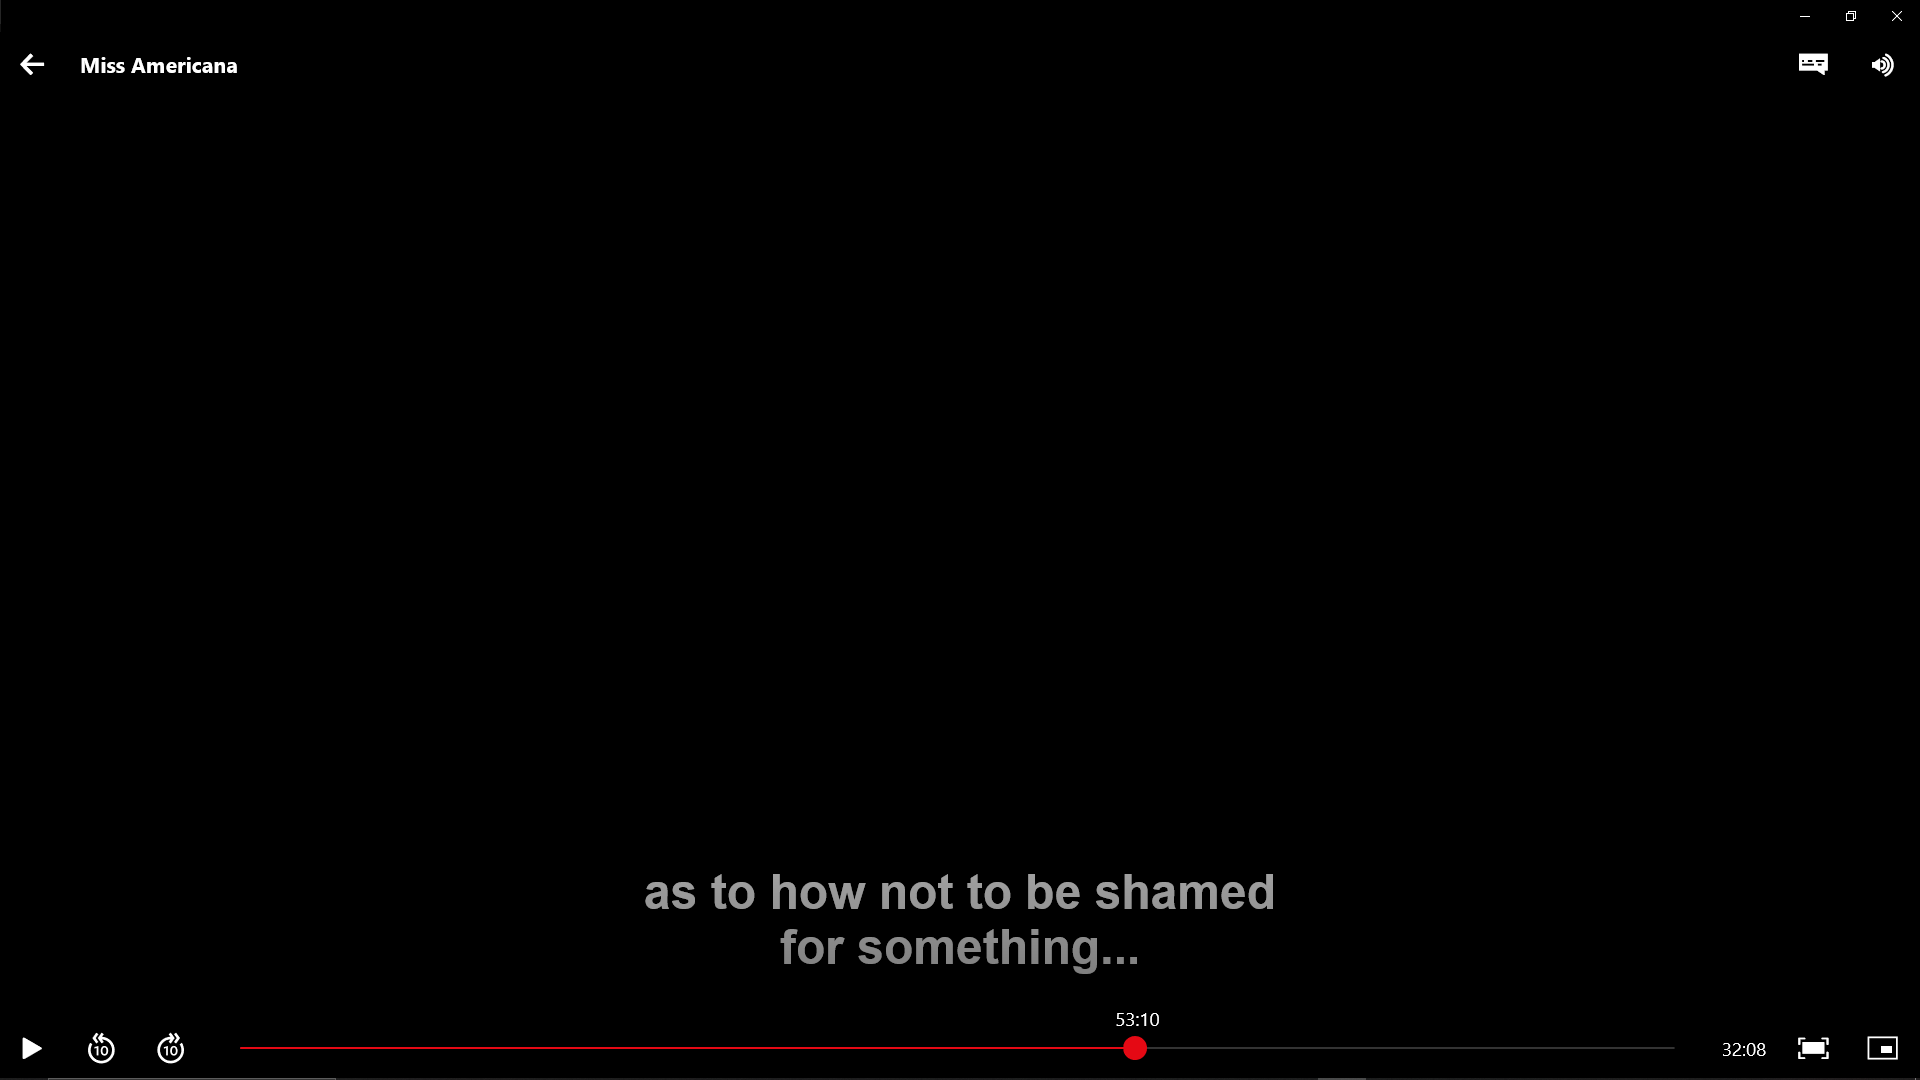 Miss Americana
as to how not to be shamed
for something...
53:10
10
10
32:08